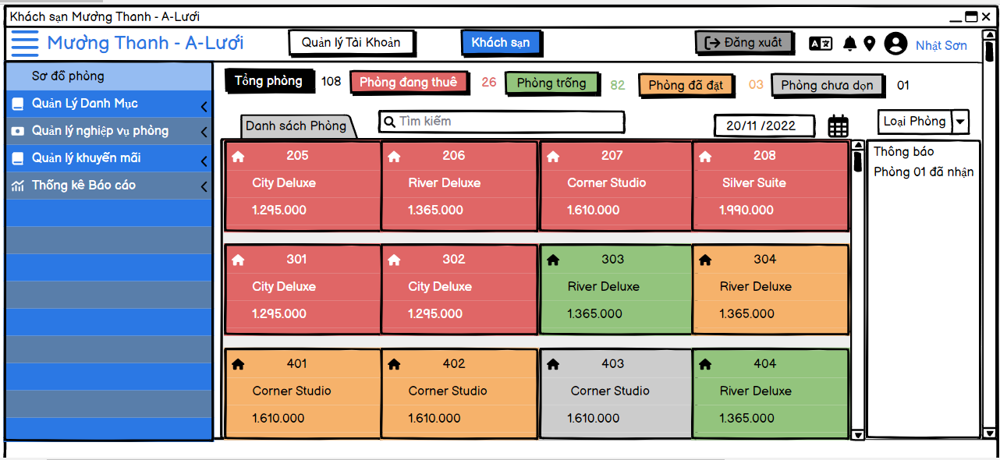 Khách sạn Mường Thanh - A-Lưới
Mường Thanh - A-Lưới
Quản lý Tài Khoản
Khách sạn
Đăng xuất
A
Nhật Sơn
Sơ đồ phòng
Quản Lý Danh Mục
Quản lý nghiệp vụ phòng
Quản lý khuyến mãi
Thống kê Báo cáo
Tổng phòng 108 Phòng đang thuê 26 Phòng trống 82 Phòng đã đặt 03 Phòng chưa dọn 01
Danh sách Phòng
Tìm kiếm
20/11 /2022
Loại Phòng
205 206 207 208
City Deluxe River Deluxe Corner Studio Silver Suite
1.295.000 1.365.000 1.610.000 1.990.000
301 302 303 304
City Deluxe City Deluxe River Deluxe River Deluxe
1.295.000 1.295.000 1.365.000 1.365.000
401 402 403 404
Corner Studio Corner Studio Corner Studio River Deluxe
1.610.000 1.610.000 1.610.000 1.365.000
Thông báo
Phòng 01 đã nhận